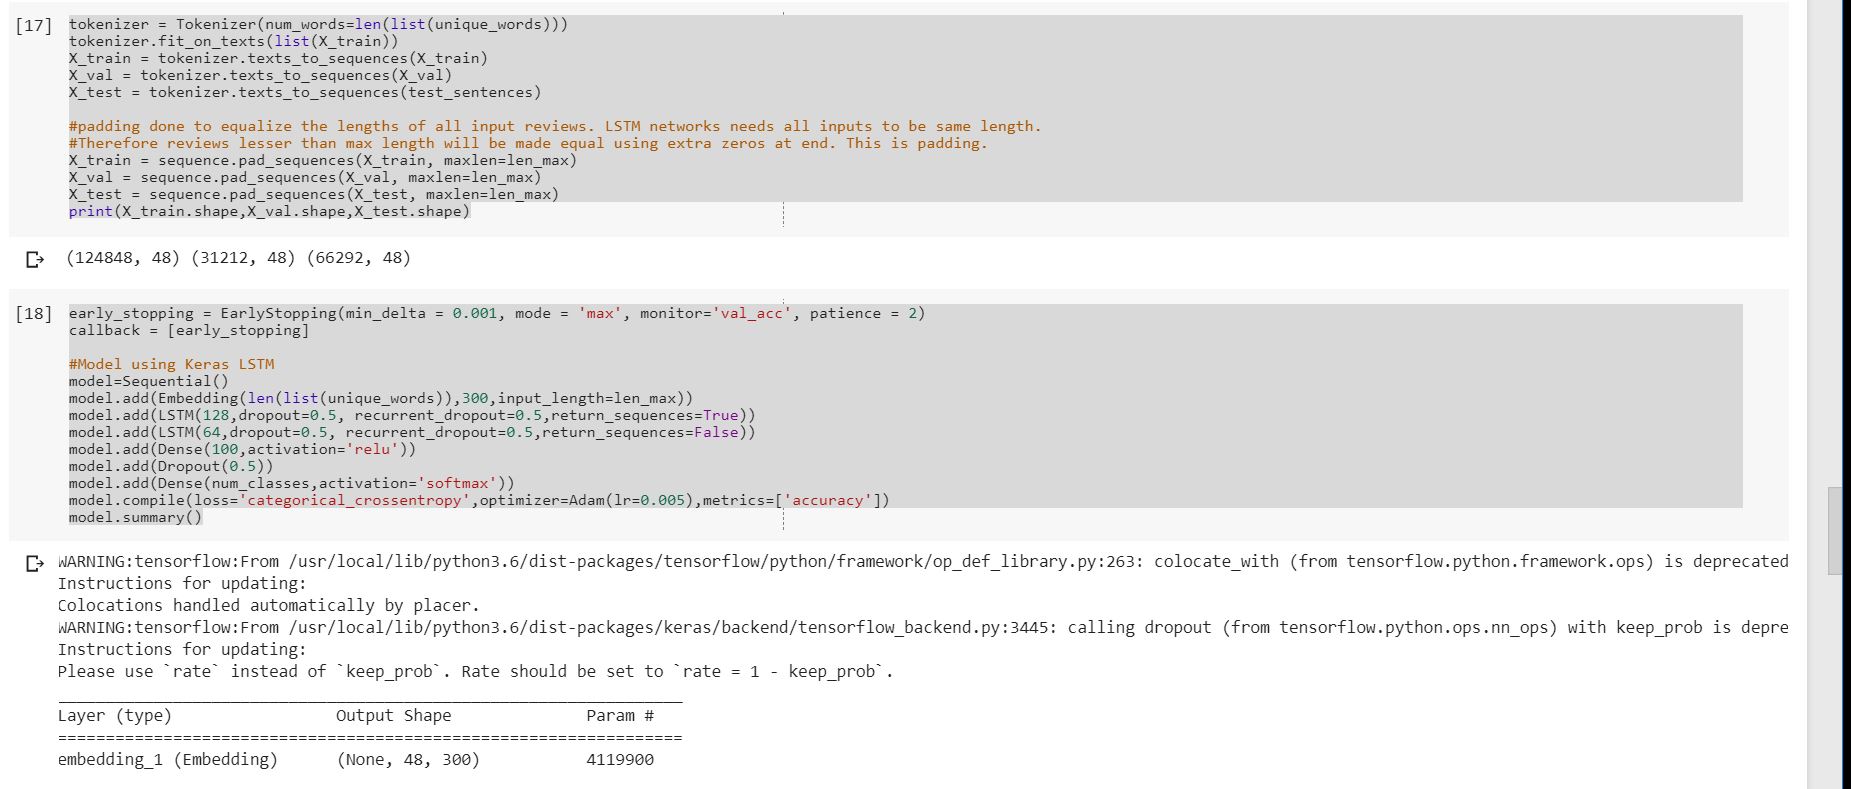 [17] tokenizer = Tokenizer(num_words=len(list(unique_words)))
tokenizer.fit_on_texts(list(X_train))
X_train = tokenizer.texts_to_sequences(X_train)
X_val = tokenizer.texts_to_sequences(X_val)
X_test = tokenizer.texts_to_sequences(test_sentences)
#padding done to equalize the lengths of all input reviews. LSTM networks needs all inputs to be same length.
#Therefore reviews lesser than max length will be made equal using extra zeros at end. This is padding.
X_train = sequence.pad_sequences(X_train, maxlen=len_max)
X_val = sequence.pad_sequences(X_val, maxlen=len_max)
X_test = sequence.pad_sequences(X_test, maxlen=len_max)
print(X_train.shape,X_val.shape,X_test.shape)
(124848, 48) (31212, 48) (66292, 48)
[18] early_stopping = EarlyStopping(min_delta = 0.001, mode = 'max', monitor='val_acc', patience = 2)
callback = [early_stopping]
#Model using Keras LSTM
model=Sequential()
model.add(Embedding(len(list(unique_words)),300,input_length=len_max))
model.add(LSTM(128,dropout=0.5, recurrent_dropout=0.5,return_sequences=True))
model.add(LSTM(64,dropout=0.5, recurrent_dropout=0.5,return_sequences=False))
model.add(Dense(100,activation='relu'))
model.add(Dropout(0.5))
model.add(Dense(num_classes,activation='softmax'))
model.compile(loss='categorical_crossentropy',optimizer=Adam(lr=0.005),metrics=['accuracy'])
model.summary()
WARNING:tensorflow:From /usr/local/lib/python3.6/dist-packages/tensorflow/python/framework/op_def_library.py:263: colocate_with (from tensorflow.python.framework.ops) is deprecated
Instructions for updating:
Colocations handled automatically by placer.
WARNING:tensorflow:From /usr/local/lib/python3.6/dist-packages/keras/backend/tensorflow_backend.py:3445: calling dropout (from tensorflow.python.ops.nn_ops) with keep_prob is depre
Instructions for updating:
Please use `rate` instead of `keep_prob`. Rate should be set to `rate = 1 - keep_prob`.
_________________________________________________________________
Layer (type) Output Shape Param #
=================================================================
embedding_1 (Embedding) (None, 48, 300) 4119900